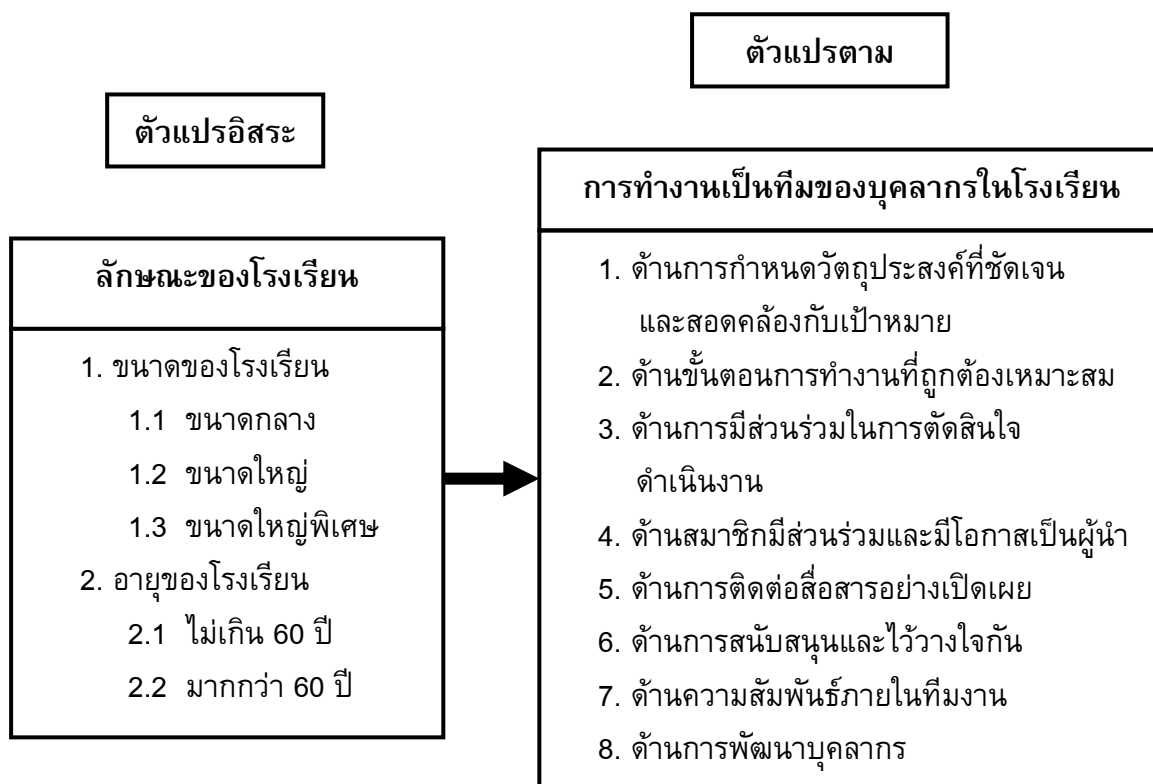 ตัวแปรอิสระ
ลักษณะของโรงเรียน
1. ขนาดของโรงเรียน
1.1 ขนาดกลาง
1.2 ขนาดใหญ่
1.3 ขนาดใหญ่พิเศษ
2. อายุของโรงเรียน
2.1 ไม่เกิน 60 ปี
2.2 มากกว่า 60 ปี
ตัวแปรตาม
การทำงานเป็นทีมของบุคลากรในโรงเรียน
1. ด้านการกำหนดวัตถุประสงค์ที่ชัดเจน
และสอดคล้องกับเป้าหมาย
2. ด้านขั้นตอนการทำงานที่ถูกต้องเหมาะสม
3. ด้านการมีส่วนร่วมในการตัดสินใจ
ดำเนินงาน
4. ด้านสมาชิกมีส่วนร่วมและมีโอกาสเป็นผู้นำ
5. ด้านการติดต่อสื่อสารอย่างเปิดเผย
6. ด้านการสนับสนุนและไว้วางใจกัน
7. ด้านความสัมพันธ์ภายในทีมงาน
8. ด้านการพัฒนาบุคลากร